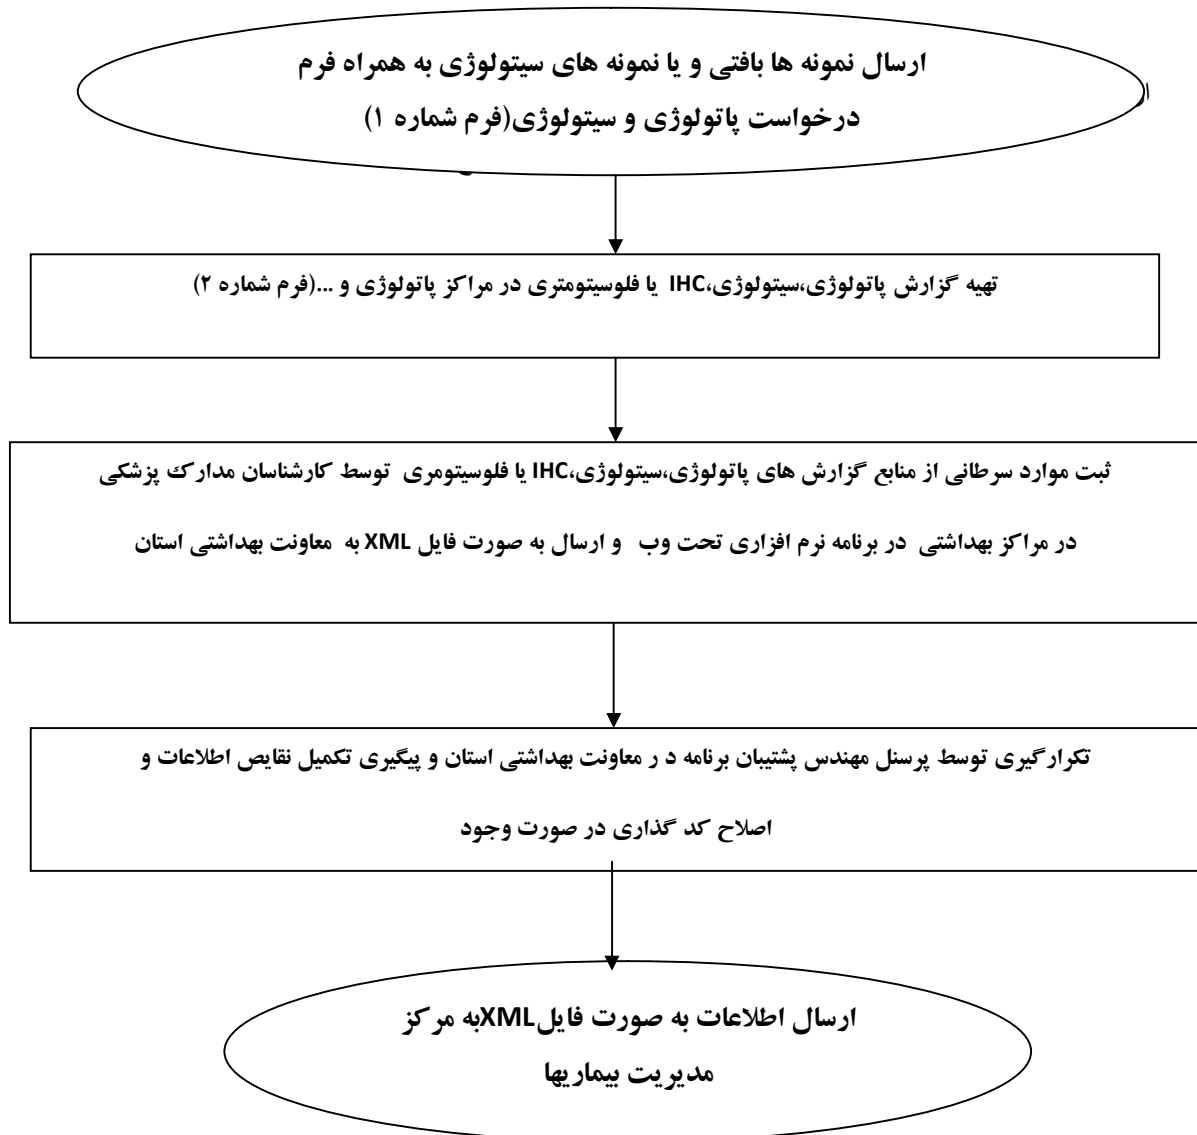 ارسال نمونه ها بافتی و یا نمونه های سیتولوژی به همراه فرم
درخواست پاتولوژی و سیتولوژی(فرم شماره ۱)
تهیه گزارش پاتولوژی،سیتولوژی،IHC یا فلوسیتومتری در مراکز پاتولوژی و ...(فرم شماره ۲)
ثبت موارد سرطانی از منابع گزارش های پاتولوژی،سیتولوژی،IHC یا فلوسیتومری توسط کارشناسان مدارک پزشکی
در مراکز بهداشتی در برنامه نرم افزاری تحت وب و ارسال به صورت فایل XML به معاونت بهداشتی استان
تکرارگیری توسط پرسنل مهندس پشتیبان برنامه د ر معاونت بهداشتی استان و پیگیری تکمیل نقایص اطلاعات و
اصلاح کد گذاری در صورت وجود
ارسال اطلاعات به صورت فایلXMLبه مرکز
مدیریت بیماریها